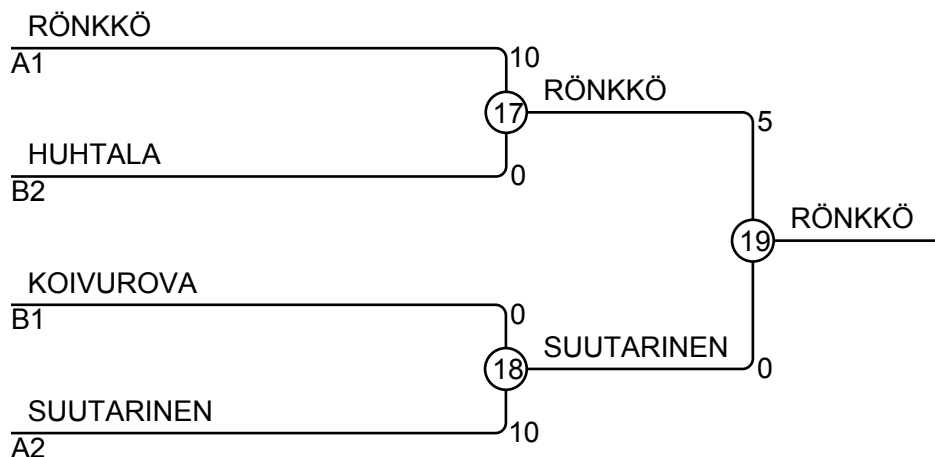 RÖNKKÖ
A1
10
17
RÖNKKÖ
5
HUHTALA
B2
0
19
RÖNKKÖ
KOIVUROVA
B1
0
18
SUUTARINEN
0
SUUTARINEN
A2
10